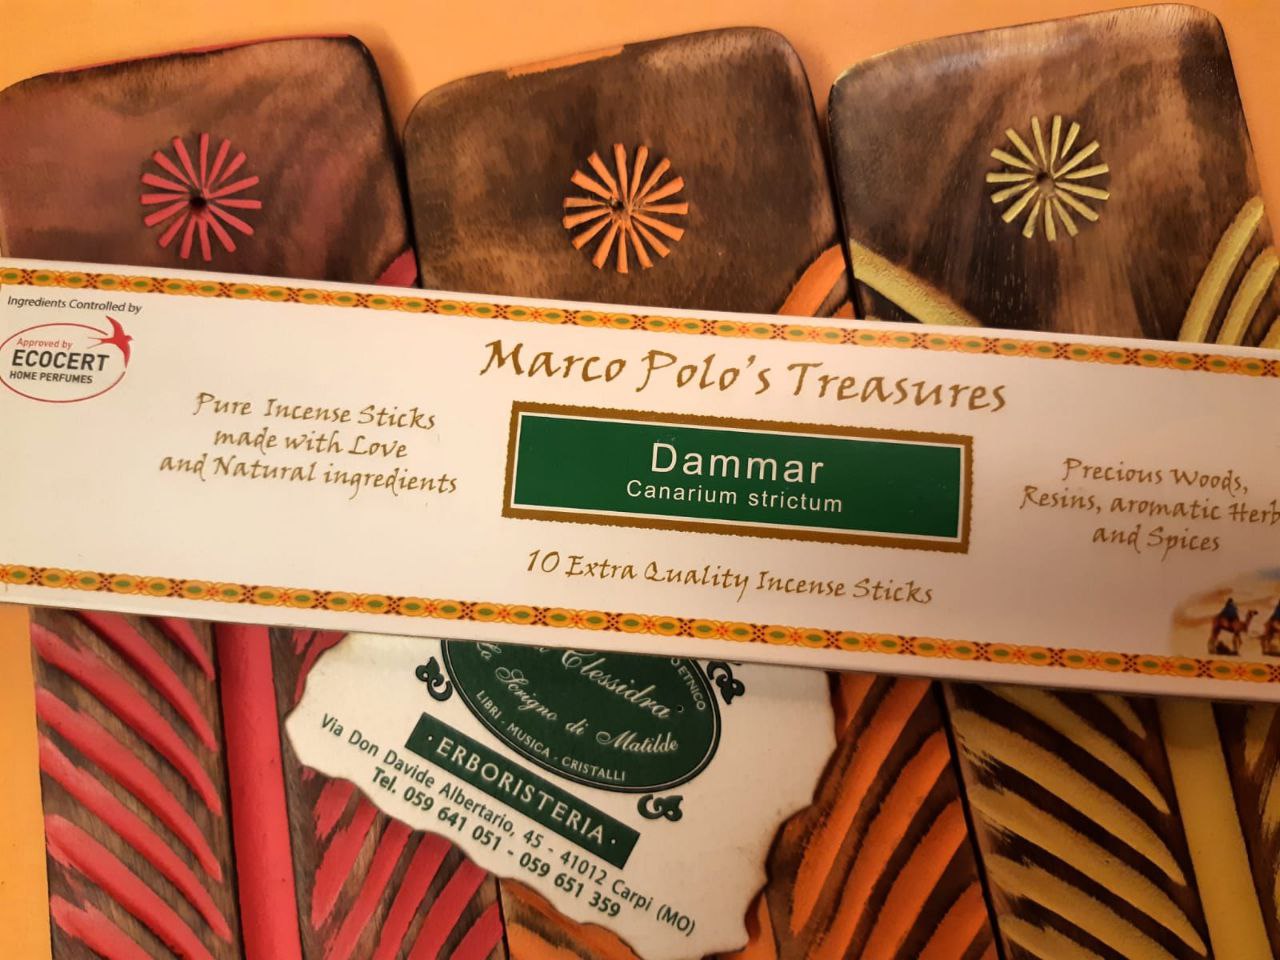 Ingredients Controlled by
Approved by
ECOCERT
HOME PERFUMES
Pure Incense Sticks
made with Love
and Natural ingredients
Marco Polo's Treasures
Dammar
Canarium strictum
10 Extra Quality Incense Sticks
Precious Woods,
Resins, aromatic Herb
and Spices
Clessidra
O ETNICO
Lo Scrigno di Matilde
LIBRI - MUSICA - CRISTALLI
· ERBORISTERIA ·
Via Don Davide Albertario, 45 - 41012 Carpi (MO)
Tel. 059 641 051 - 059 651 359